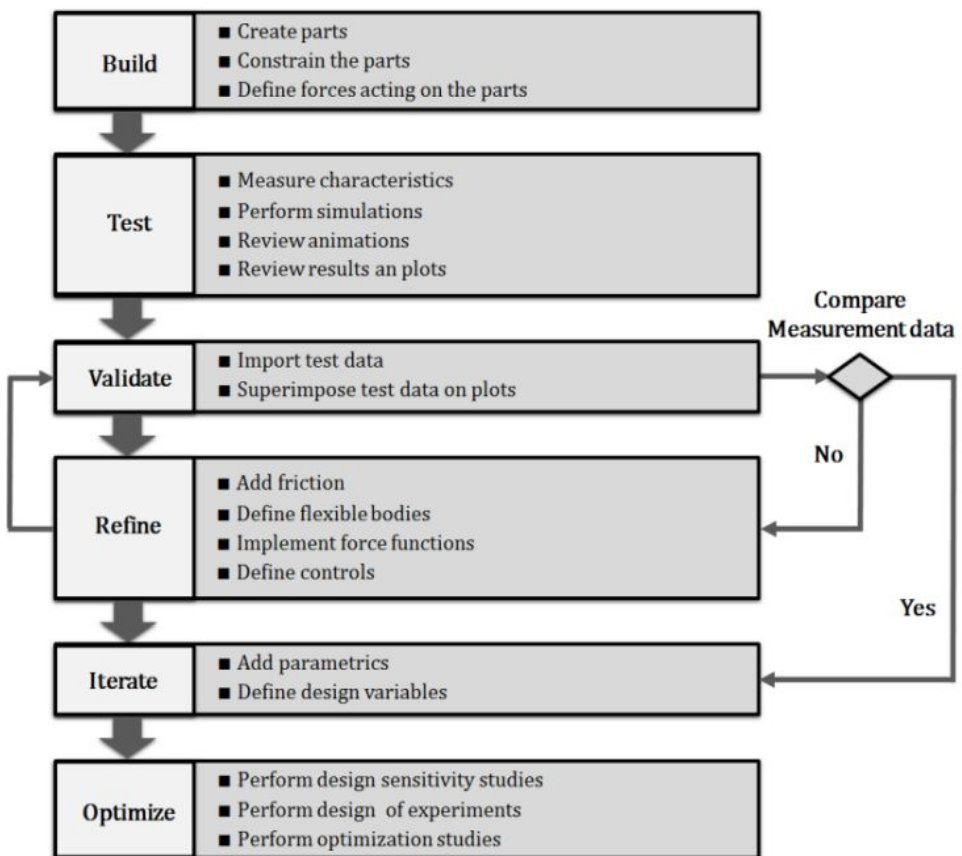 Build
■ Create parts
■ Constrain the parts
■ Define forces acting on the parts
Test
■ Measure characteristics
■ Perform simulations
■ Review animations
■ Review results an plots
Compare
Measurement data
Validate
■ Import test data
■ Superimpose test data on plots
No
Refine
■ Add friction
■ Define flexible bodies
■ Implement force functions
■ Define controls
Yes
Iterate
■ Add parametrics
■ Define design variables
Optimize
■ Perform design sensitivity studies
■ Perform design of experiments
■ Perform optimization studies